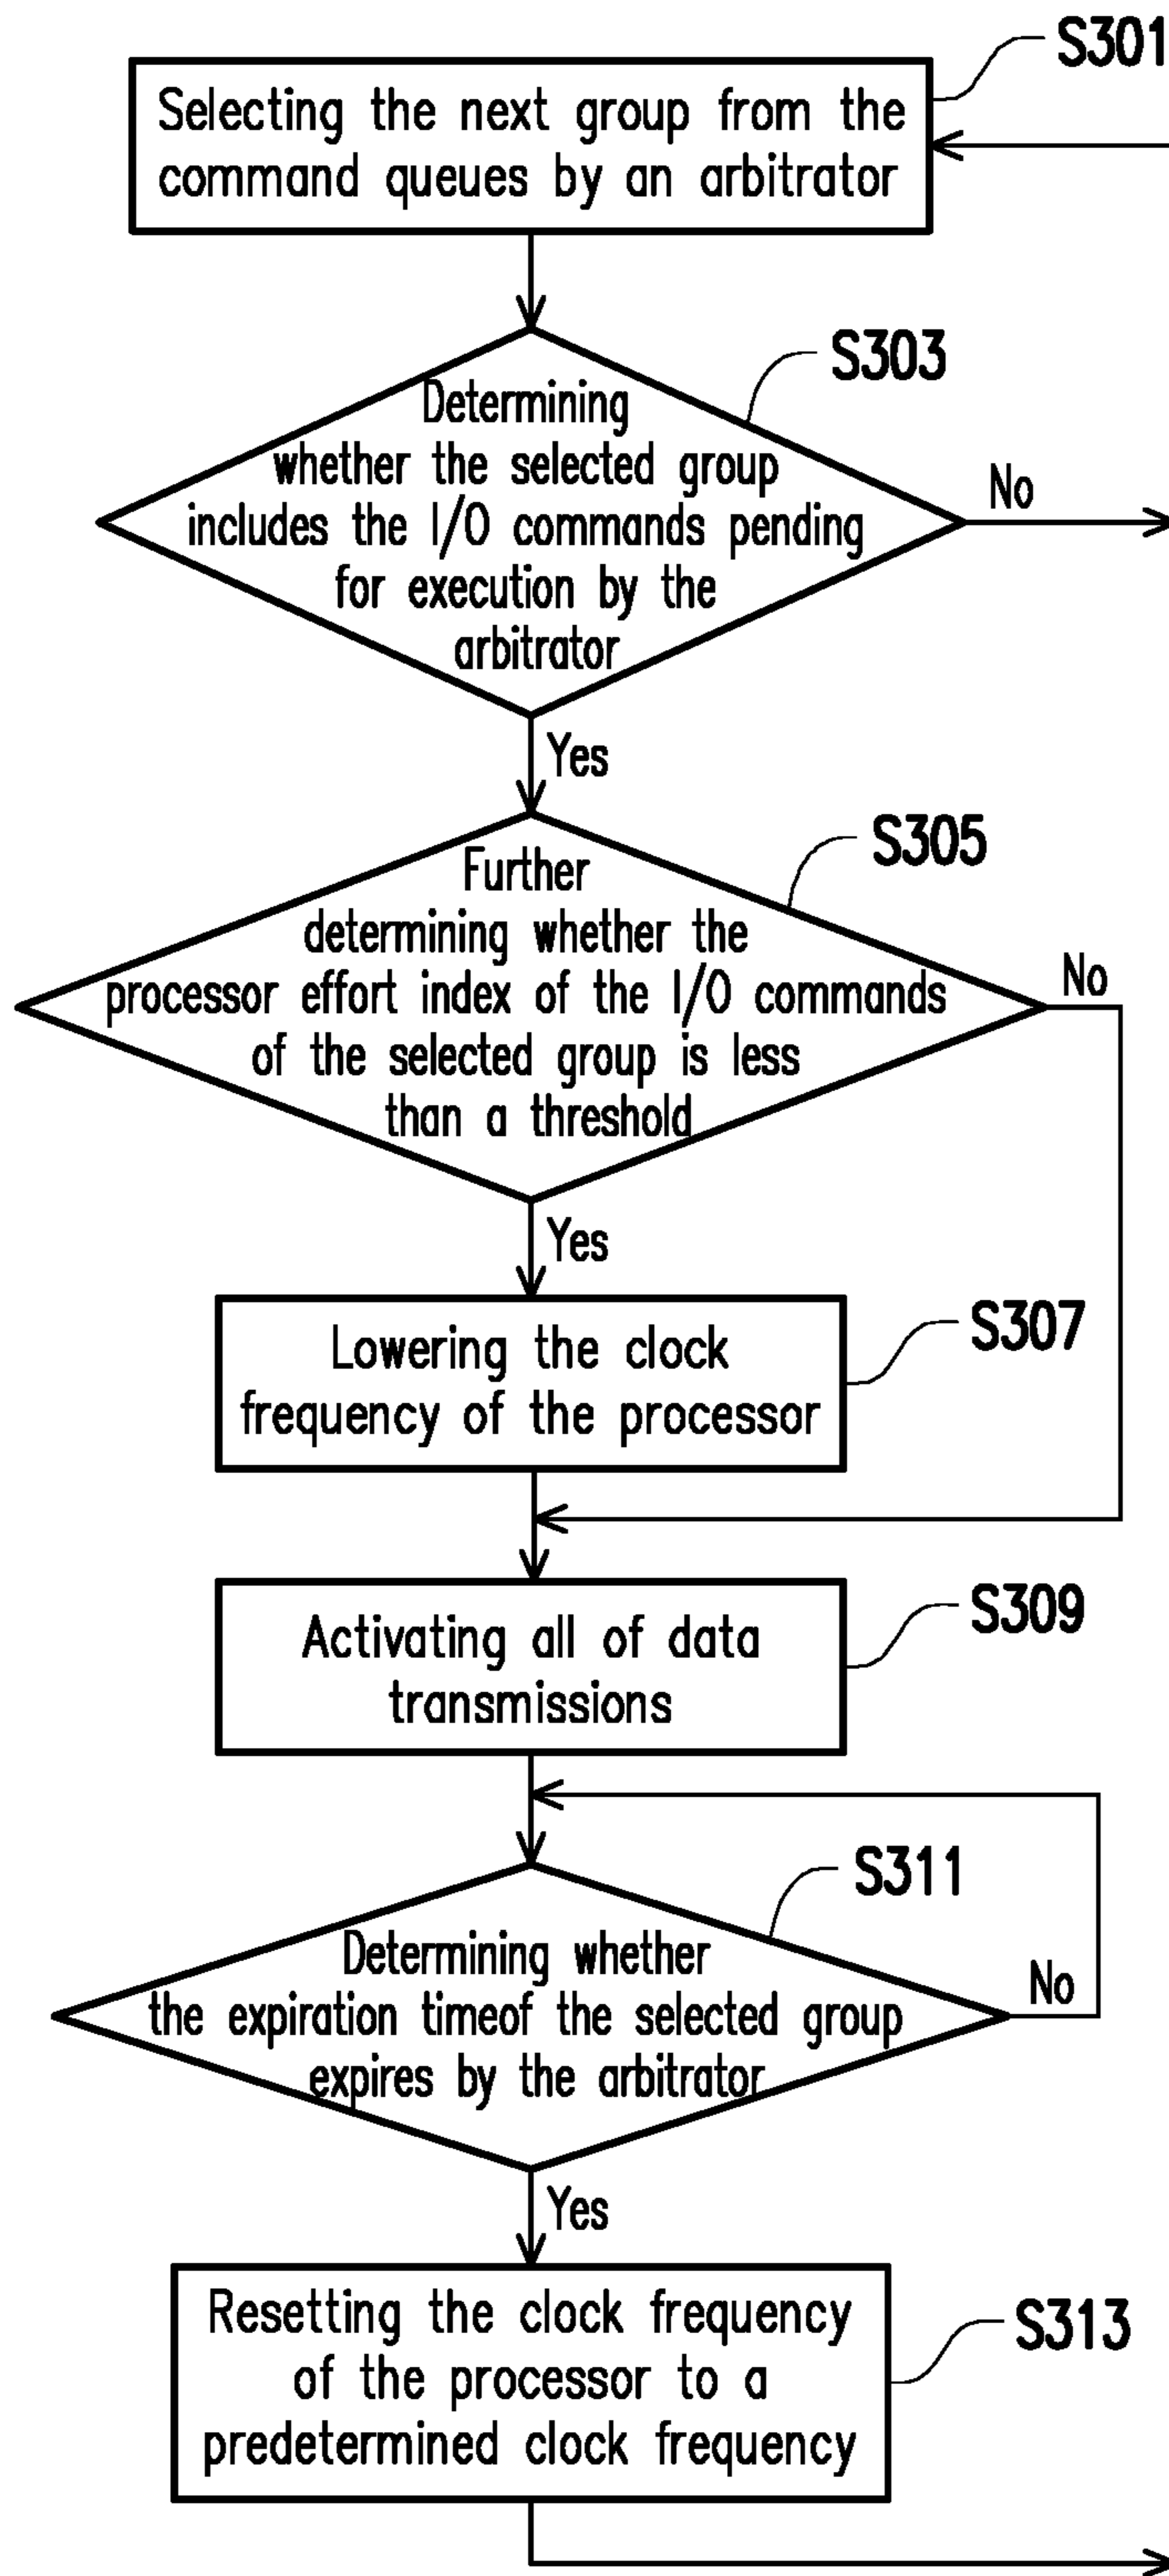 S301
Selecting the next group from the
command queues by an arbitrator
S303
Determining
whether the selected group
includes the I/O commands pending
for execution by the
arbitrator
No
Yes
S305
Further
determining whether the
processor effort index of the I/O commands
of the selected group is less
than a threshold
No
Yes
S307
Lowering the clock
frequency of the processor
S309
Activating all of data
transmissions
S311
Determining whether
the expiration timeof the selected group
expires by the arbitrator
No
Yes
S313
Resetting the clock frequency
of the processor to a
predetermined clock frequency